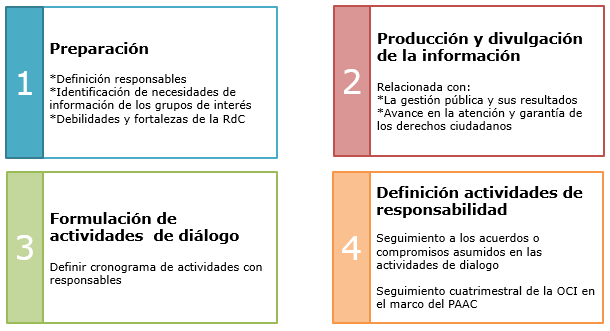 1
Preparación
*Definición responsables
*Identificación de necesidades de
información de los grupos de interés
*Debilidades y fortalezas de la RdC
2
Producción y divulgación
de la información
Relacionada con:
*La gestión pública y sus resultados
*Avance en la atención y garantía de
los derechos ciudadanos
3
Formulación de
actividades de diálogo
Definir cronograma de actividades con
responsables
4
Definición actividades de
responsabilidad
Seguimiento a los acuerdos o
compromisos asumidos en las
actividades de dialogo
Seguimiento cuatrimestral de la OCI en
el marco del PAAC